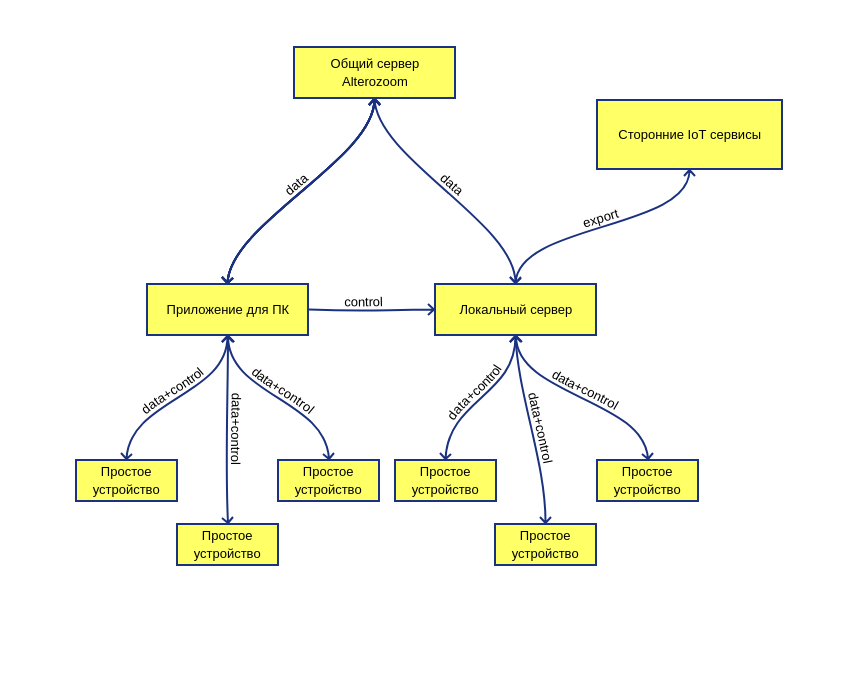 Общий сервер
Alterozoom
Сторонние IoT сервисы
data
data
export
Приложение для ПК
control
Локальный сервер
data+control
data+control
data+control
data+control
data+control
data+control
Простое
устройство
Простое
устройство
Простое
устройство
Простое
устройство
Простое
устройство
Простое
устройство